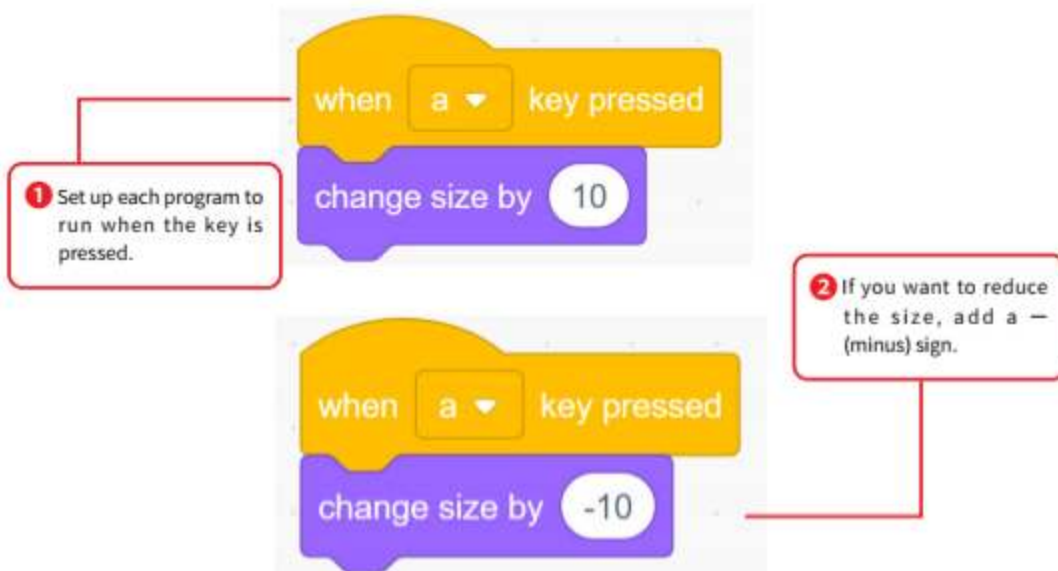 when a key pressed
change size by 10
1 Set up each program to
run when the key is
pressed.
2 If you want to reduce
the size, add a −
(minus) sign.
when a key pressed
change size by -10